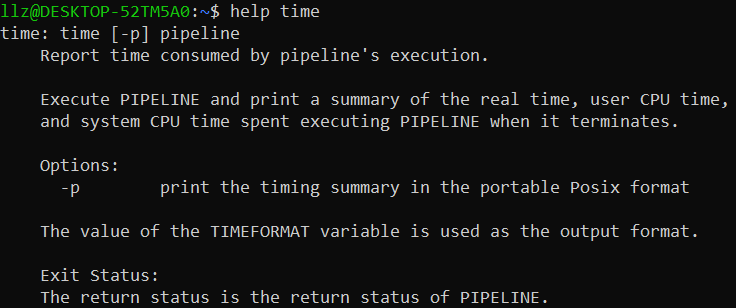 llz@DESKTOP-52TM5A0:~$ help time
time: time [-p] pipeline
    Report time consumed by pipeline's execution.

    Execute PIPELINE and print a summary of the real time, user CPU time,
    and system CPU time spent executing PIPELINE when it terminates.

    Options:
      -p        print the timing summary in the portable Posix format

    The value of the TIMEFORMAT variable is used as the output format.

    Exit Status:
    The return status is the return status of PIPELINE.